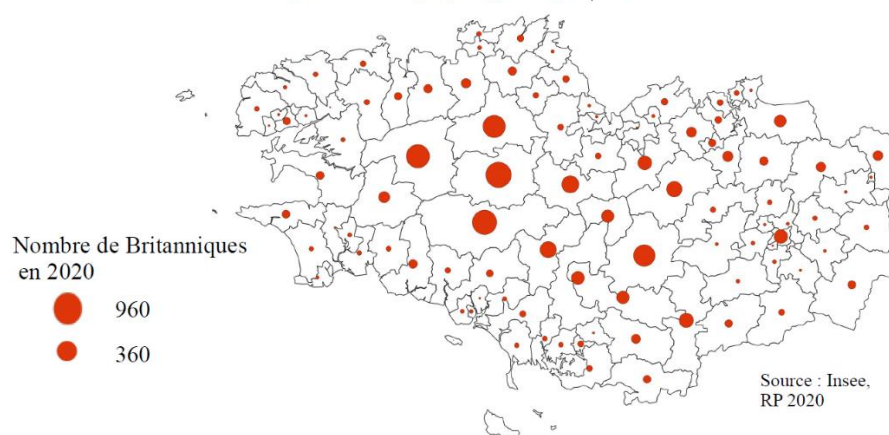 Nombre de Britanniques
en 2020
960
360
Source : Insee,
RP 2020